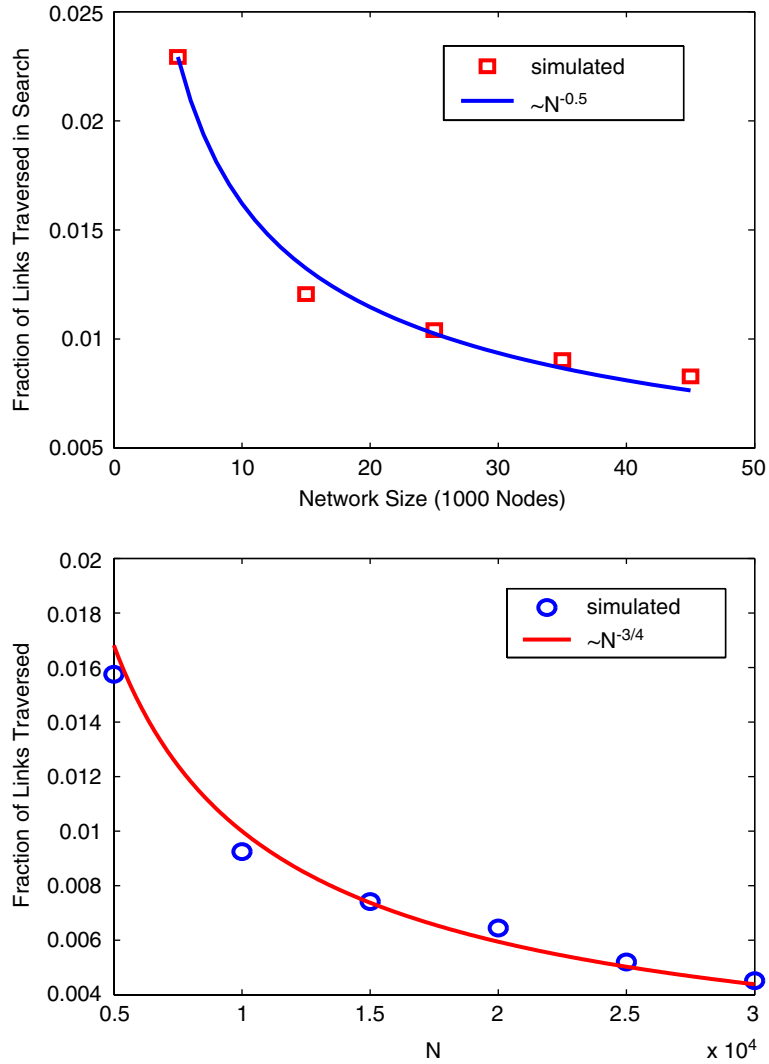 Fraction of Links Traversed in Search
0.025
0.02
0.015
0.01
0.005
simulated
~N-0.5
0 10 20 30 40 50
Network Size (1000 Nodes)
Fraction of Links Traversed
0.02
0.018
0.016
0.014
0.012
0.01
0.008
0.006
0.004
simulated
~N-3/4
0.5 1 1.5 2 2.5 3
N
x 10^4